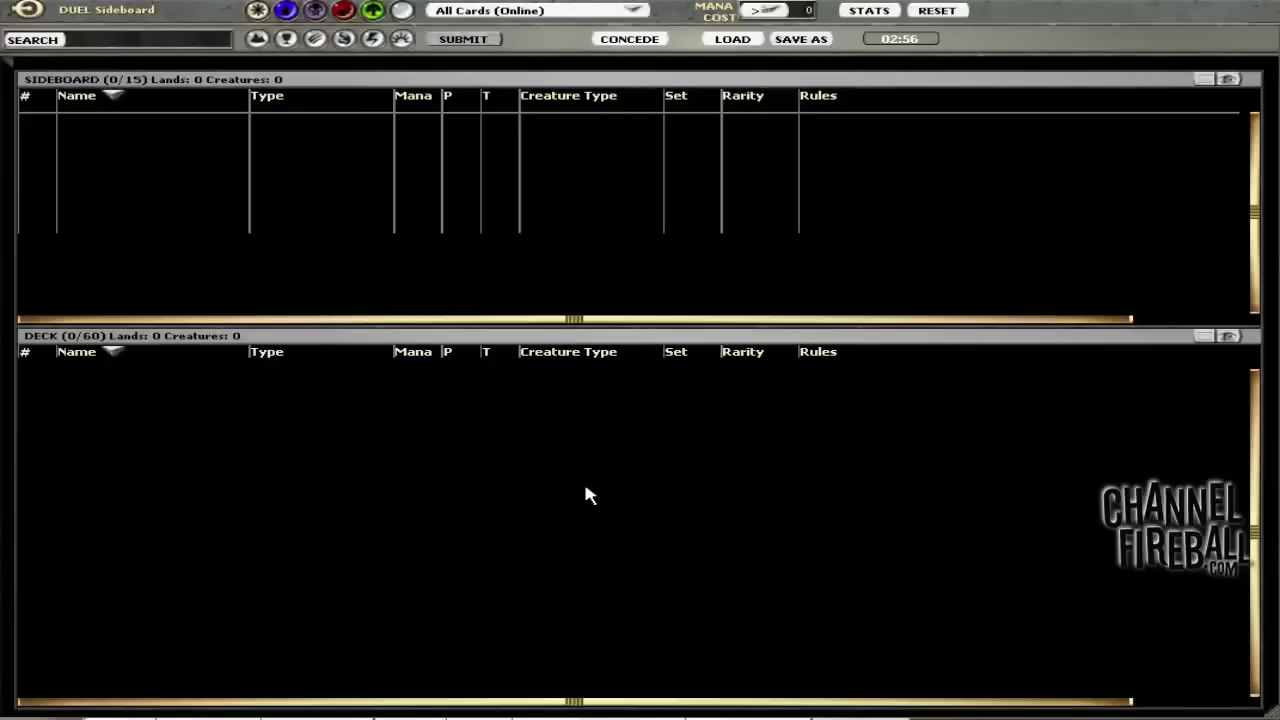 DUEL Sideboard
All Cards (Online)
MANA COST
>
0
STATS
RESET
SEARCH
SUBMIT
CONCEDE
LOAD
SAVE AS
02:56
SIDEBOARD (0/15) Lands: 0 Creatures: 0
# Name Type Mana P T Creature Type Set Rarity Rules
DECK (0/60) Lands: 0 Creatures: 0
# Name Type Mana P T Creature Type Set Rarity Rules
CHANNEL
FIREBALL
.COM